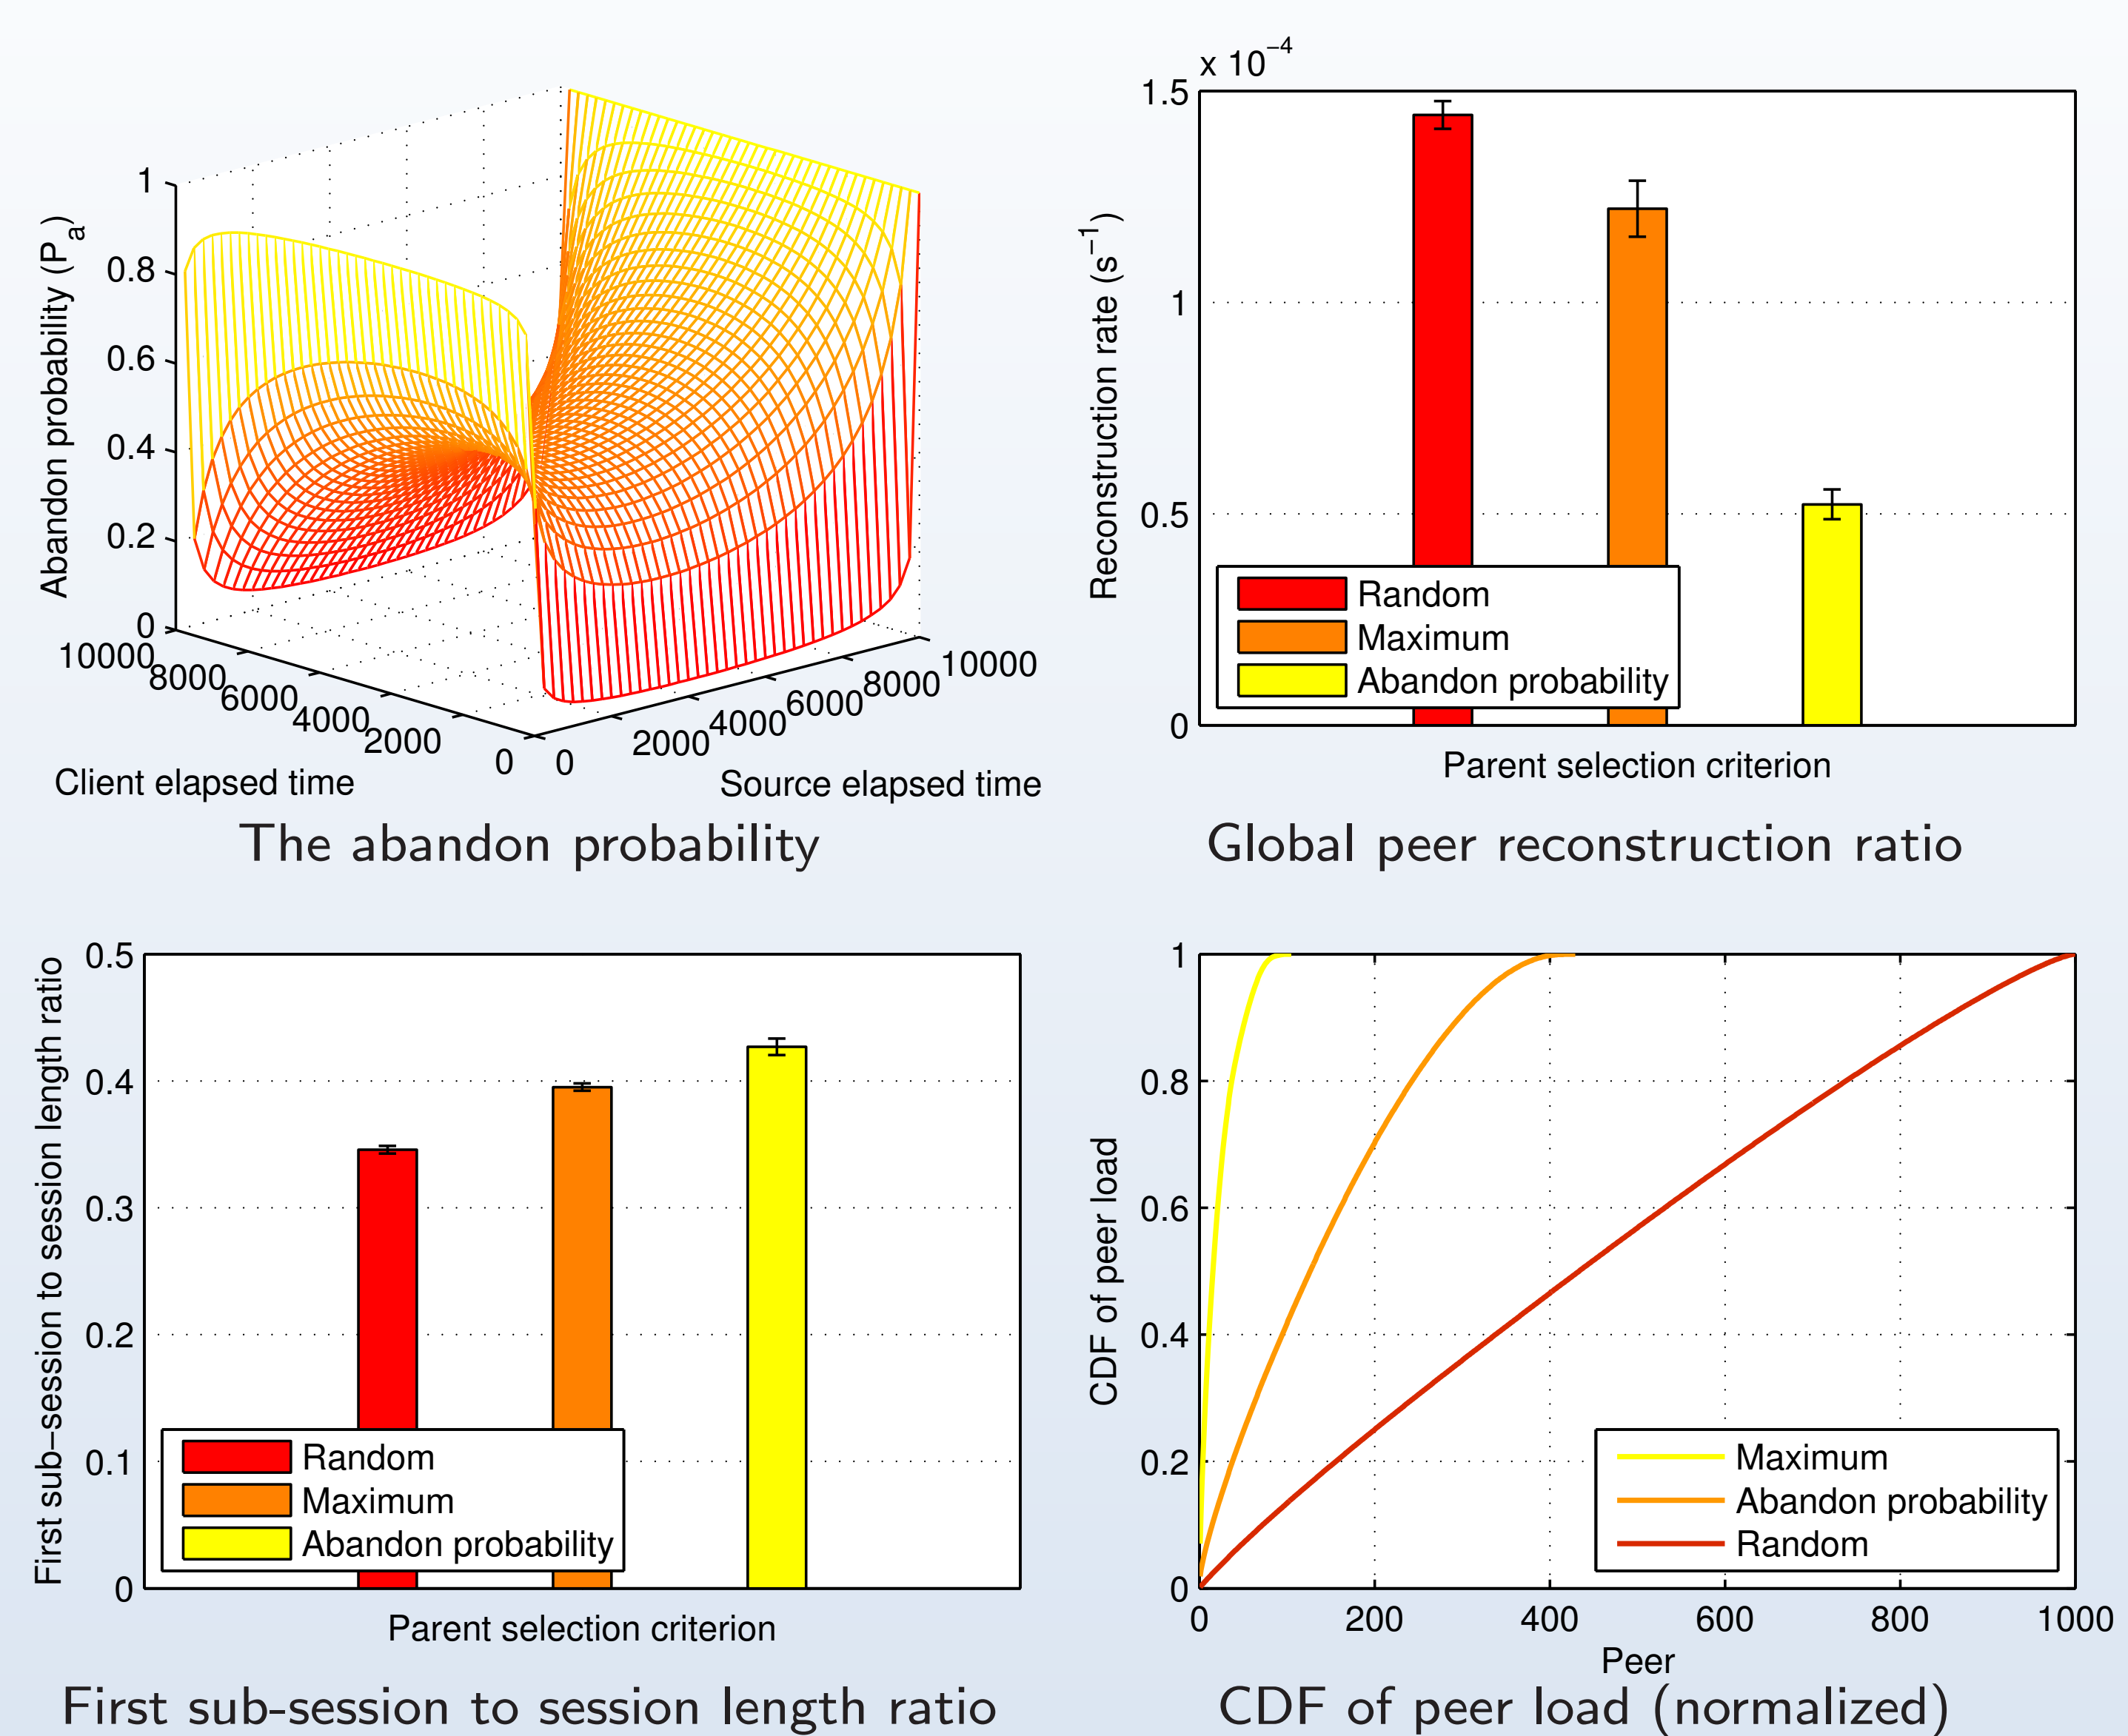 1
0.8
0.6
0.4
0.2
0
Abandon probability (Pa)
10000
8000
6000
4000
2000
0
Client elapsed time
0
2000
4000
6000
8000
10000
Source elapsed time
The abandon probability
x 10−4
1.5
1
0.5
0
Reconstruction rate (s−1)
Random
Maximum
Abandon probability
Parent selection criterion
Global peer reconstruction ratio
0.5
0.4
0.3
0.2
0.1
0
First sub−session to session length ratio
Random
Maximum
Abandon probability
Parent selection criterion
First sub-session to session length ratio
1
0.8
0.6
0.4
0.2
0
CDF of peer load
Maximum
Abandon probability
Random
0 200 400 600 800 1000
Peer
CDF of peer load (normalized)